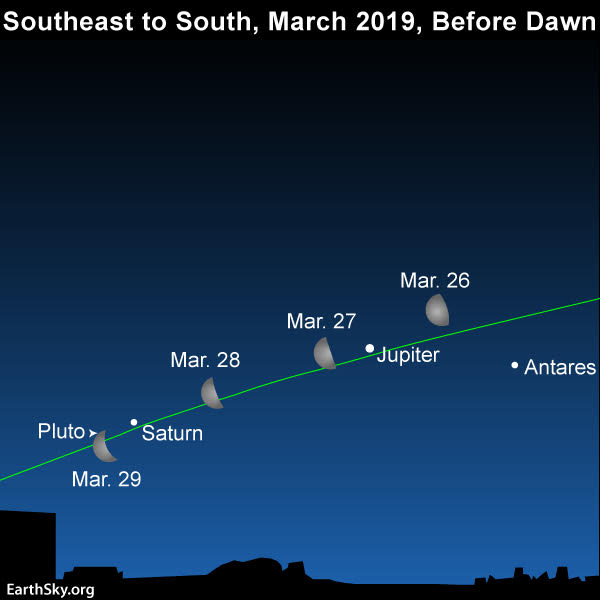 Southeast to South, March 2019, Before Dawn
Mar. 26
Mar. 27
Jupiter
Mar. 28
Antares
Pluto
Saturn
Mar. 29
EarthSky.org